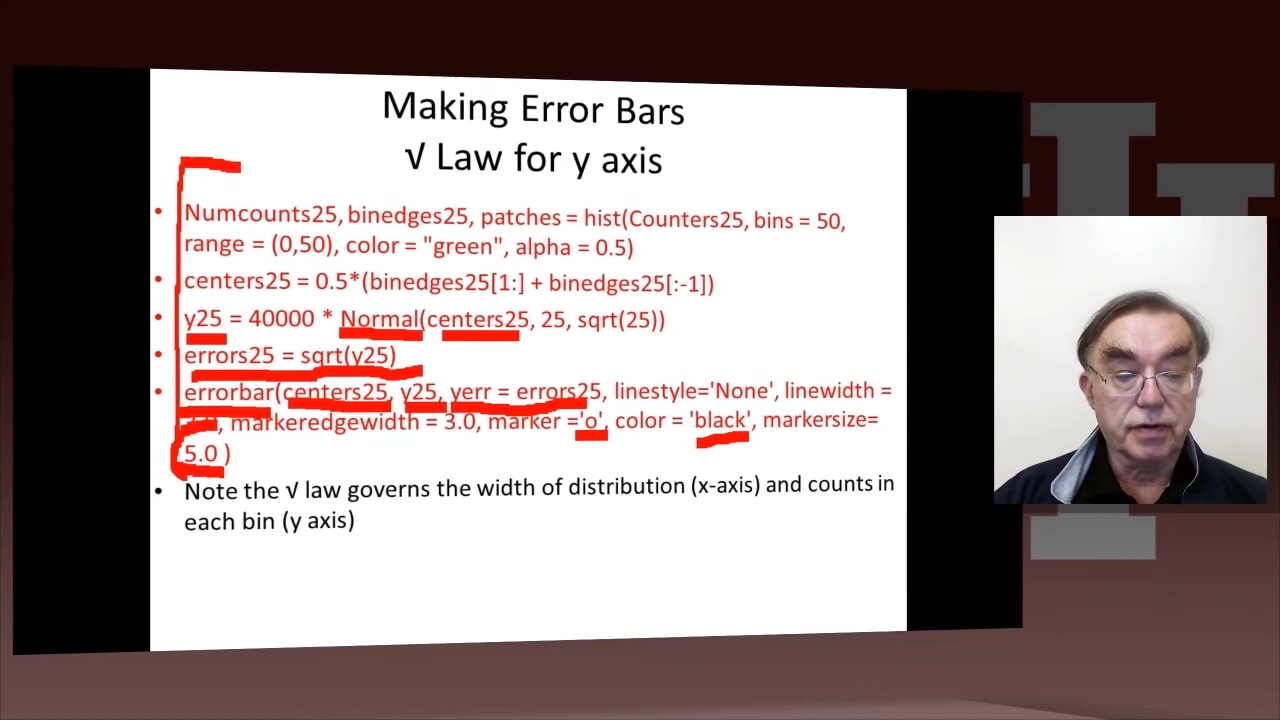 Making Error Bars
√ Law for y axis
• Numcounts25, binedges25, patches = hist(Counters25, bins = 50,
range = (0,50), color = "green", alpha = 0.5)
• centers25 = 0.5*(binedges25[1:] + binedges25[:-1])
• y25 = 40000 * Normal(centers25, 25, sqrt(25))
• errors25 = sqrt(y25)
• errorbar(centers25, y25, yerr = errors25, linestyle='None', linewidth =
, markeredgewidth = 3.0, marker ='o', color = 'black', markersize=
5.0 )
• Note the √ law governs the width of distribution (x-axis) and counts in
each bin (y axis)